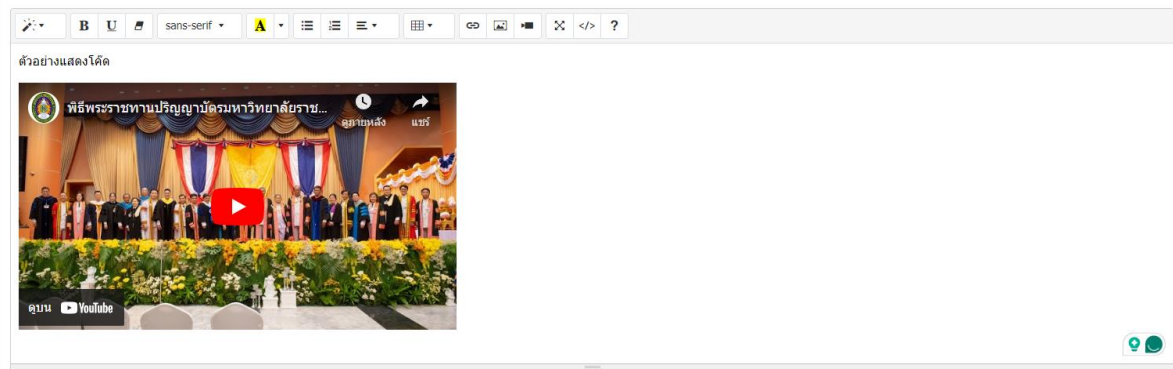 B U sans-serif A </> ?
ตัวอย่างแสดงโค๊ด
พิธีพระราชทานปริญญาบัตรมหาวิทยาลัยราช...
ดูภายหลัง แชร์
ดูบน YouTube